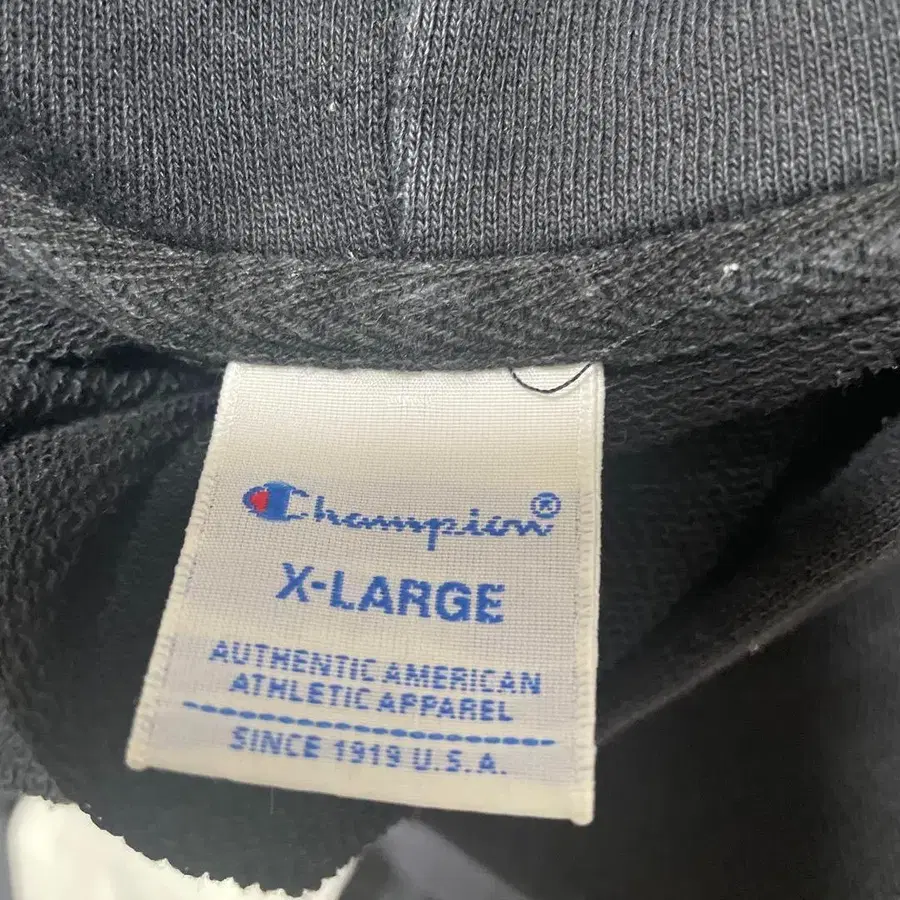 Champion®
X-LARGE
AUTHENTIC AMERICAN
ATHLETIC APPAREL
SINCE 1919 U.S.A.